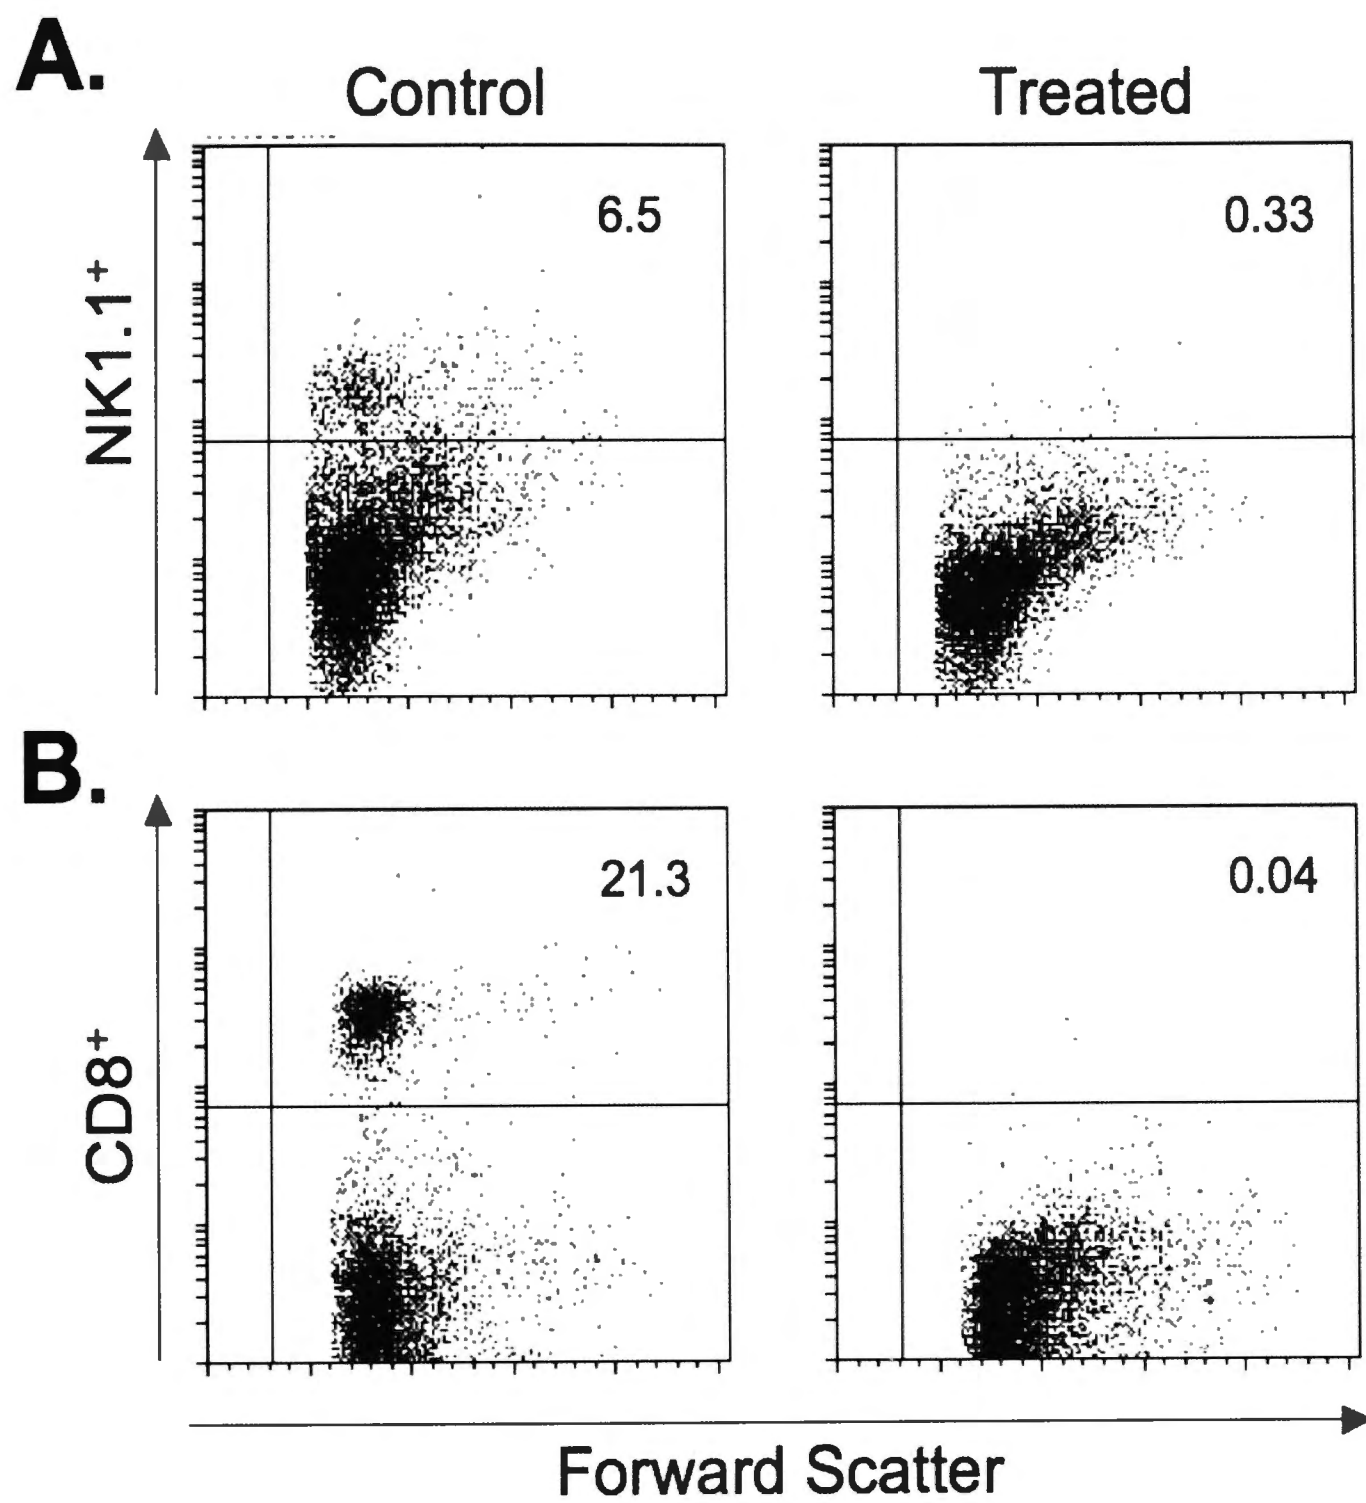 A.
Control
Treated
6.5
0.33
NK1.1⁺
B.
21.3
0.04
CD8⁺
Forward Scatter